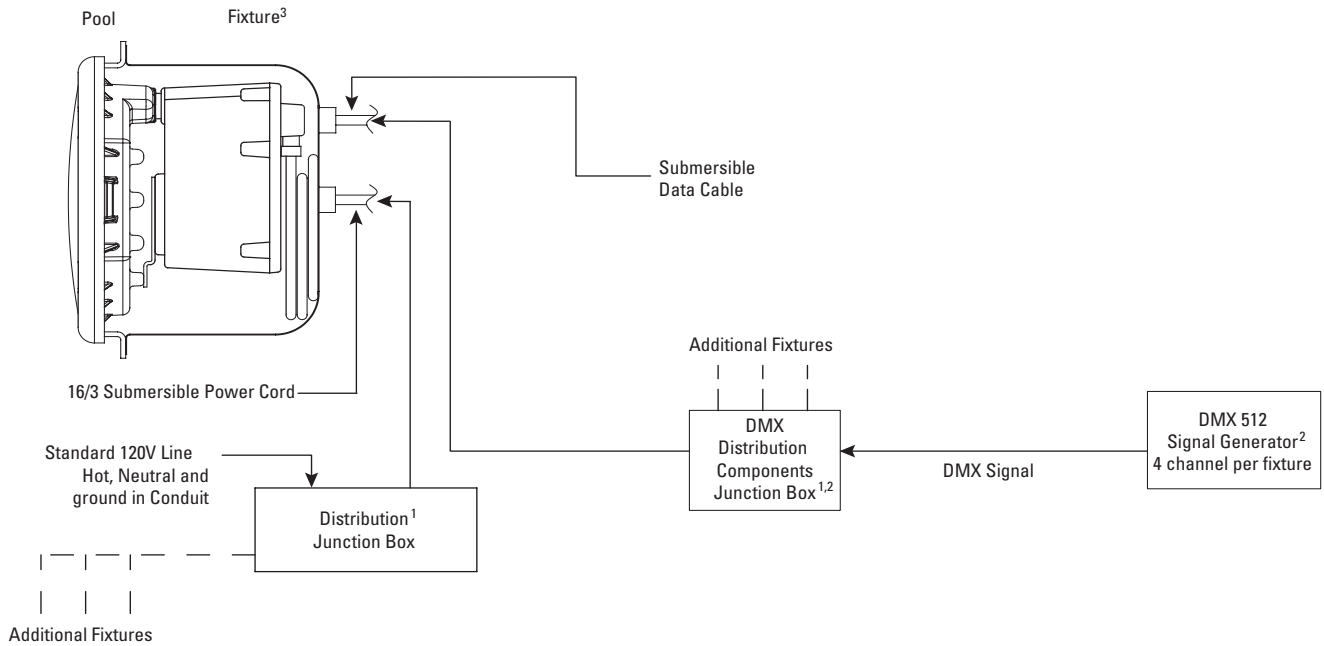 Pool
Fixture³
Submersible
Data Cable
16/3 Submersible Power Cord
Standard 120V Line
Hot, Neutral and
ground in Conduit
Distribution¹
Junction Box
Additional Fixtures
Additional Fixtures
DMX
Distribution
Components
Junction Box¹,²
DMX Signal
DMX 512
Signal Generator²
4 channel per fixture